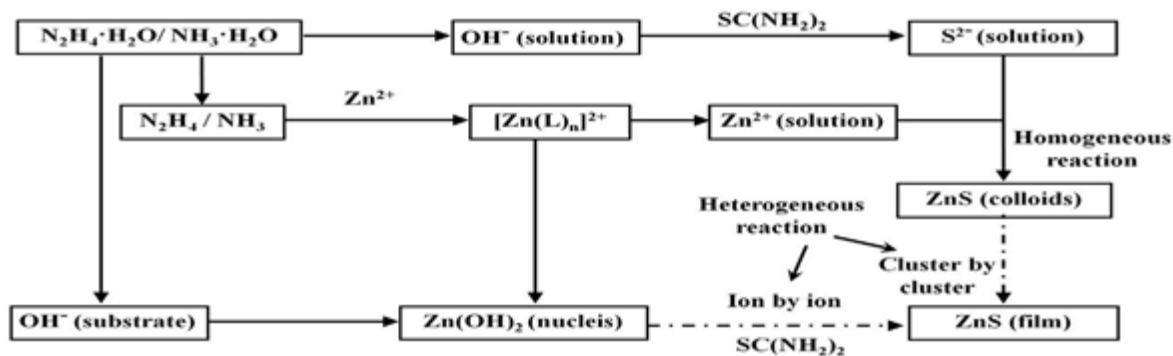 N₂H₄·H₂O/ NH₃·H₂O
OH⁻ (solution)
SC(NH₂)₂
S²⁻ (solution)
N₂H₄ / NH₃
Zn²⁺
[Zn(L)ₙ]²⁺
Zn²⁺ (solution)
Homogeneous
reaction
ZnS (colloids)
Heterogeneous
reaction
Cluster by
cluster
Ion by ion
OH⁻ (substrate)
Zn(OH)₂ (nucleis)
SC(NH₂)₂
ZnS (film)